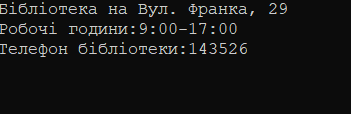 Бібліотека на Вул. Франка, 29
Робочі години:9:00-17:00
Телефон бібліотеки:143526